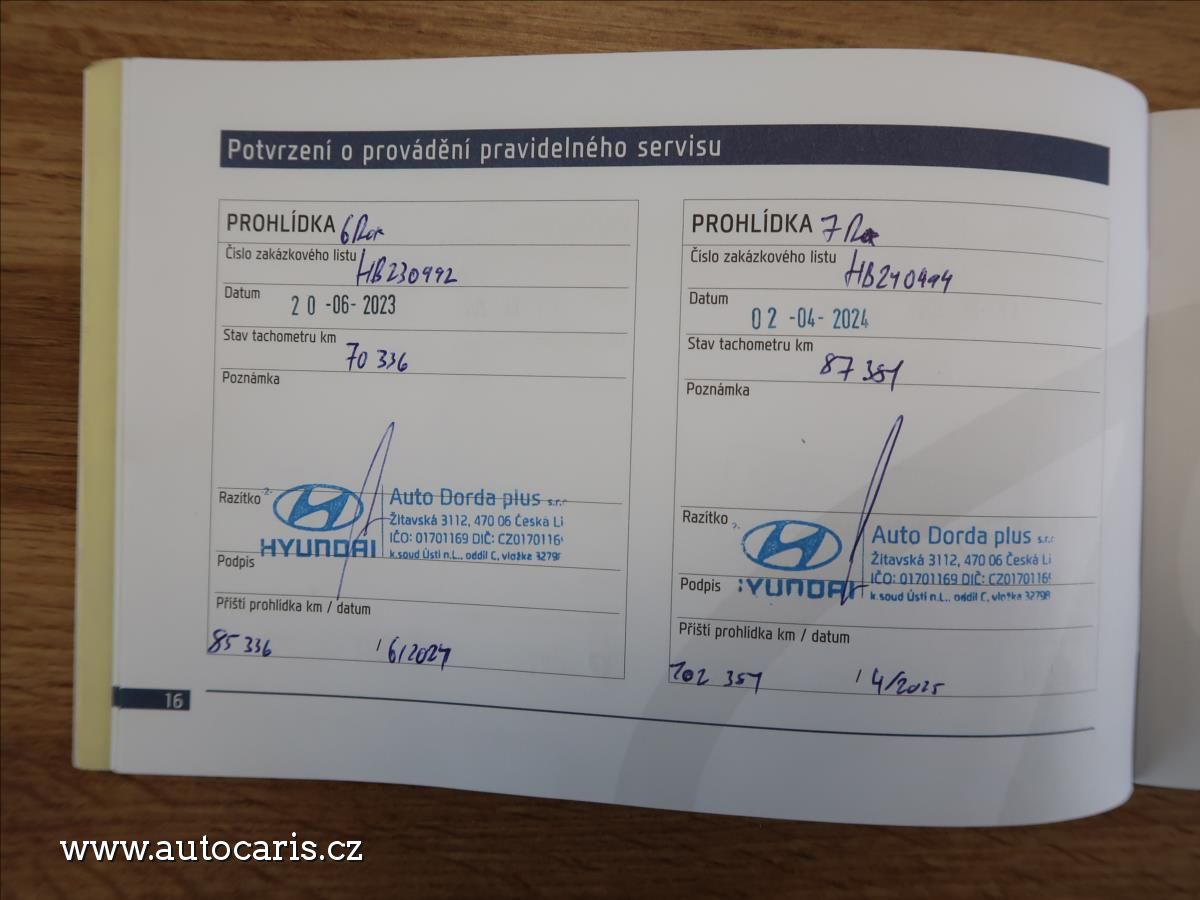 Potvrzení o provádění pravidelného servisu
PROHLÍDKA 6 Rok
Číslo zakázkového listu HB230992
Datum 20 -06- 2023
Stav tachometru km 70 336
Poznámka
Razítko
HYUNDAI
Auto Dorda plus s.r.
Žitavská 3112, 470 06 Česká Li
IČO: 01701169 DIČ: CZ0170116
k.soud Ústí n.L., oddíl C, vložka 3279
Podpis
Příští prohlídka km / datum
85 336 / 6/2024
PROHLÍDKA 7 Rok
Číslo zakázkového listu HB240494
Datum 02 -04- 2024
Stav tachometru km 87 351
Poznámka
Razítko
YUNDAI
Auto Dorda plus s.r.
Žitavská 3112, 470 06 Česká Li
IČO: 01701169 DIČ: CZ0170116
k.soud Ústí n.L., oddíl C, vložka 32798
Podpis
Příští prohlídka km / datum
102 351 / 4/2025
16
www.autocaris.cz